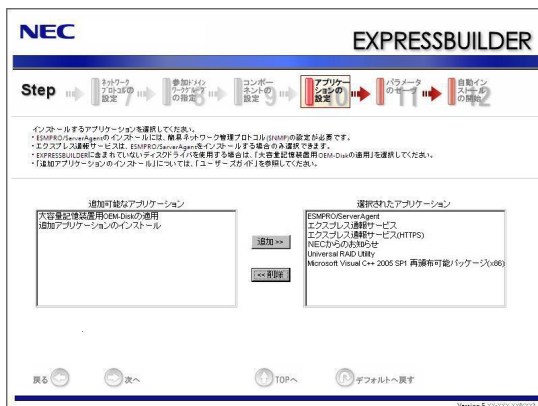 NEC
EXPRESSBUILDER
Step
ネットワーク
プロトコルの
設定
7
参加ドメイン
ワークグループ
の指定
8
コンポー
ネントの
設定
9
アプリケー
ションの
設定
10
パラメータ
のセーブ
11
自動イン
ストール
の開始
12
インストールするアプリケーションを選択してください。
・ESMPRO/ServerAgentのインストールには、簡易ネットワーク管理プロトコル(SNMP)の設定が必要です。
・エクスプレス通報サービスは、ESMPRO/ServerAgentをインストールする場合のみ選択できます。
・EXPRESSBUILDERに含まれていないディスクドライバを使用する場合は、「大容量記憶装置用OEM-Diskの適用」を選択してください。
・「追加アプリケーションのインストール」については、「ユーザーズガイド」を参照してください。
追加可能なアプリケーション
大容量記憶装置用OEM-Diskの適用
追加アプリケーションのインストール
追加 >>
<< 削除
選択されたアプリケーション
ESMPRO/ServerAgent
エクスプレス通報サービス
エクスプレス通報サービス(HTTPS)
NECからのお知らせ
Universal RAID Utility
Microsoft Visual C++ 2005 SP1 再頒布可能パッケージ(x86)
戻る
次へ
TOPへ
デフォルトへ戻す